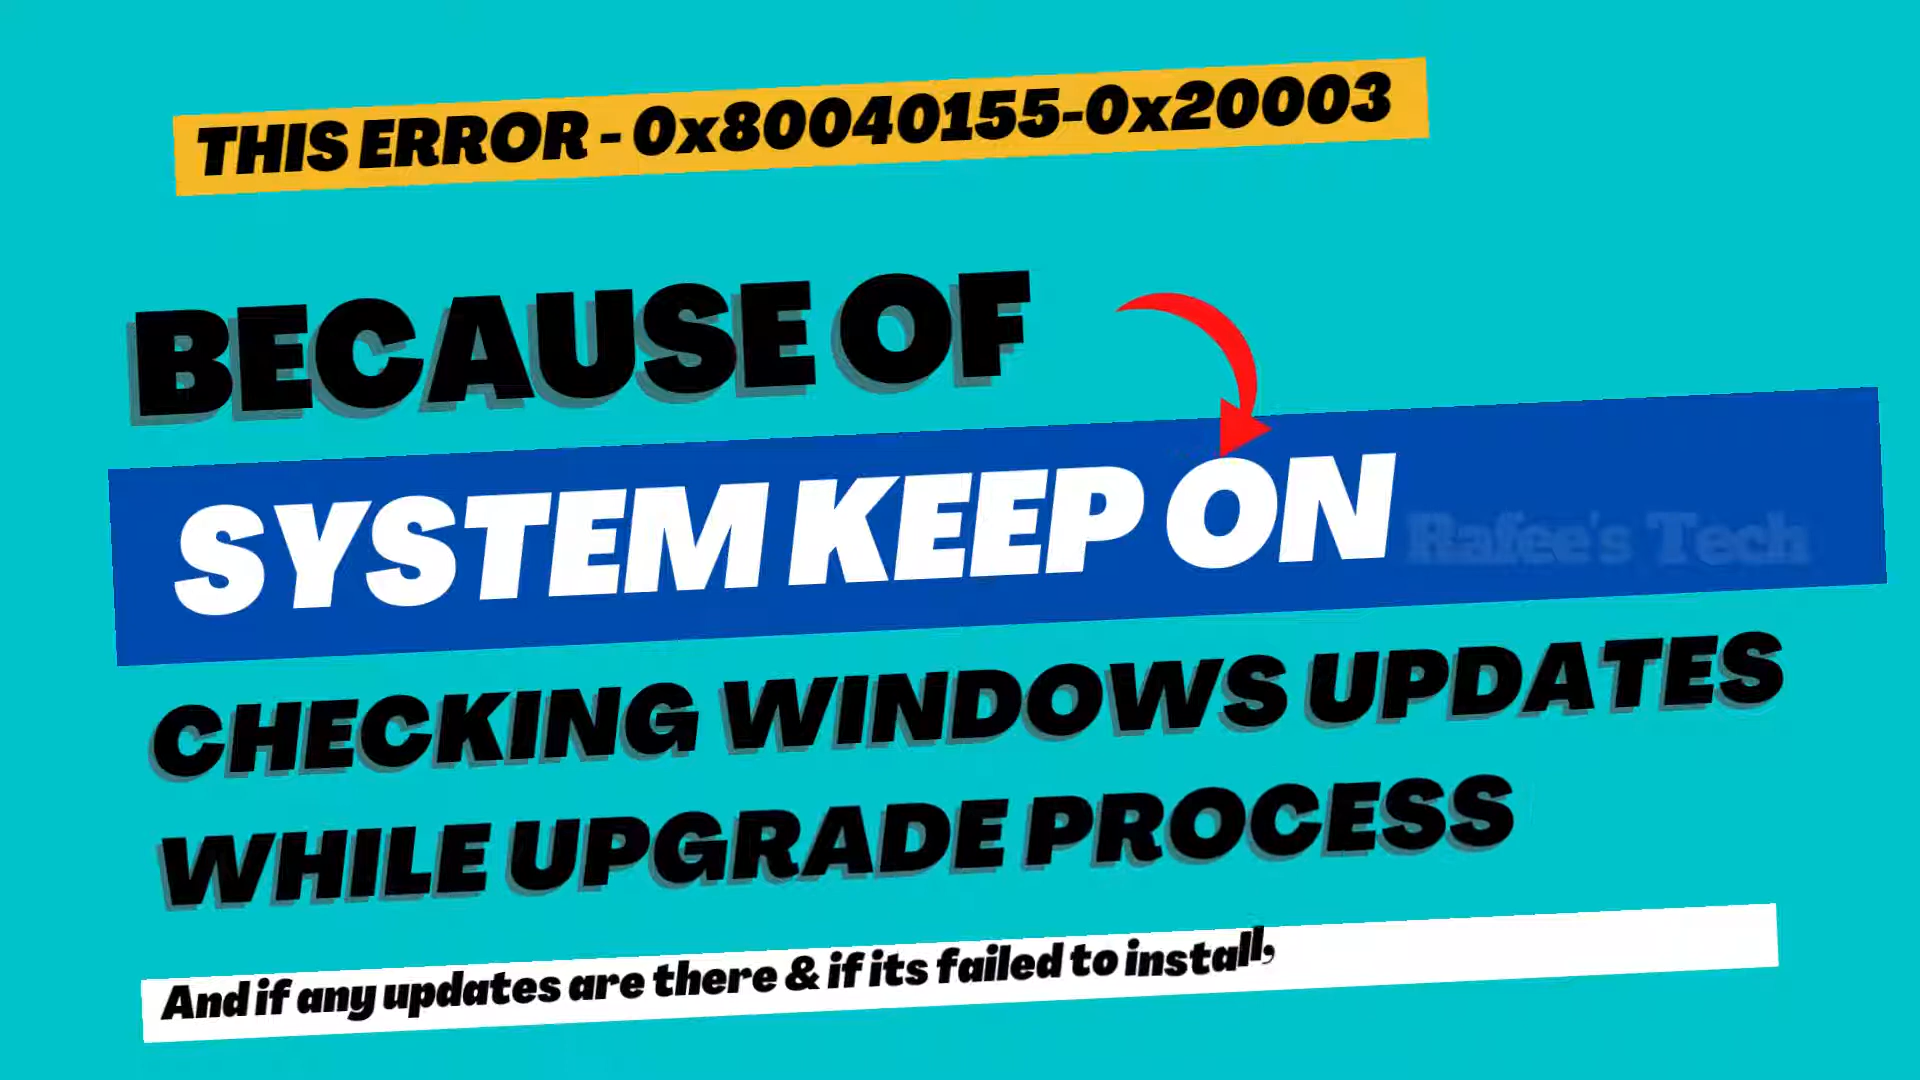 THIS ERROR - 0x80040155-0x20003
BECAUSE OF
SYSTEM KEEP ON
Rafee's Tech
CHECKING WINDOWS UPDATES
WHILE UPGRADE PROCESS
And if any updates are there & if its failed to install,